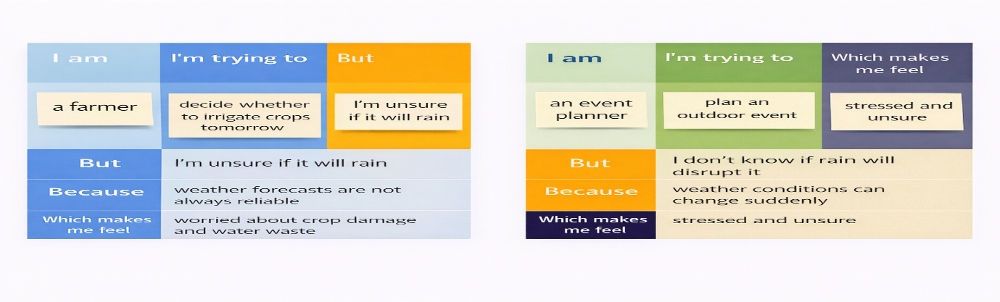 I am
I'm trying to
But
a farmer
decide whether
to irrigate crops
tomorrow
I'm unsure
if it will rain
But
I'm unsure if it will rain
Because
weather forecasts are not
always reliable
Which makes
me feel
worried about crop damage
and water waste
I am
I'm trying to
Which makes
me feel
an event
planner
plan an
outdoor event
stressed and
unsure
But
I don't know if rain will
disrupt it
Because
weather conditions can
change suddenly
Which makes
me feel
stressed and unsure